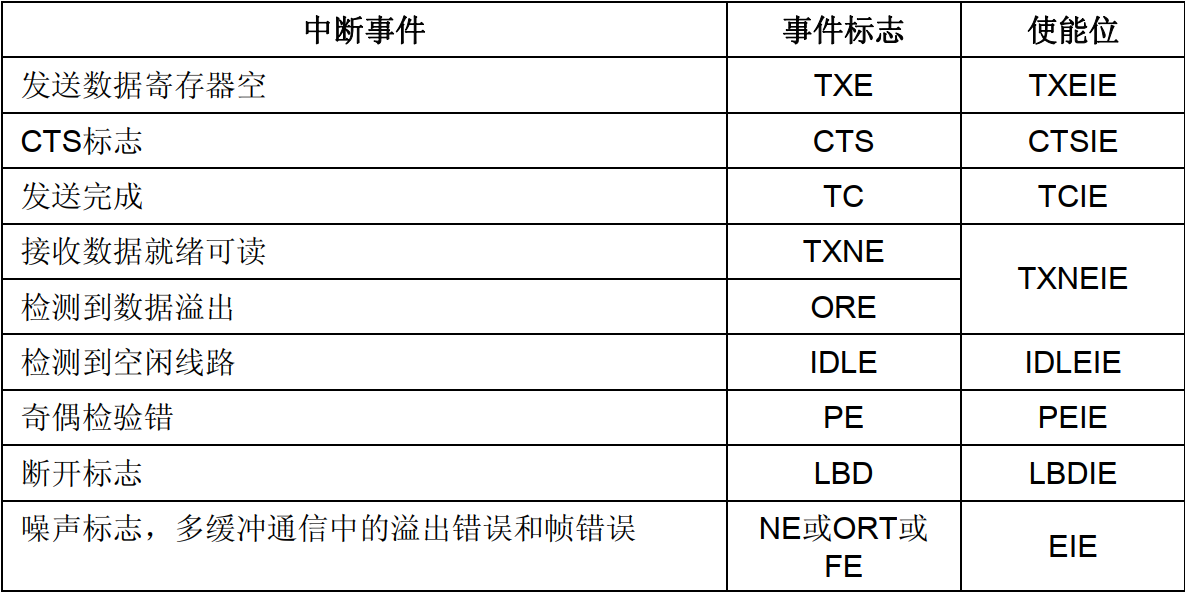 中断事件 事件标志 使能位
发送数据寄存器空 TXE TXEIE
CTS标志 CTS CTSIE
发送完成 TC TCIE
接收数据就绪可读 TXNE TXNEIE
检测到数据溢出 ORE
检测到空闲线路 IDLE IDLEIE
奇偶检验错 PE PEIE
断开标志 LBD LBDIE
噪声标志，多缓冲通信中的溢出错误和帧错误 NE或ORT或 EIE
FE